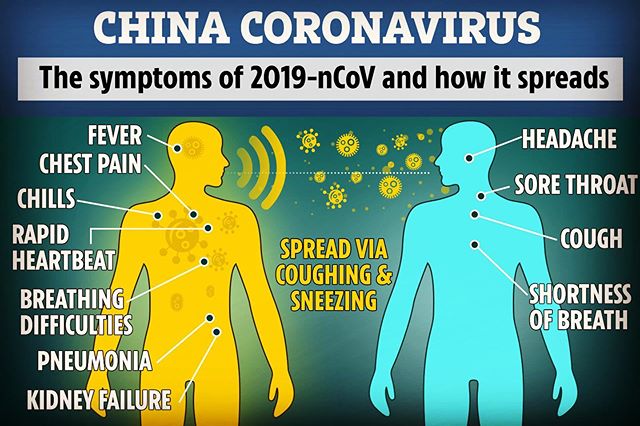 CHINA CORONAVIRUS
The symptoms of 2019-nCoV and how it spreads
FEVER
CHEST PAIN
CHILLS
RAPID
HEARTBEAT
BREATHING
DIFFICULTIES
PNEUMONIA
KIDNEY FAILURE
SPREAD VIA
COUGHING &
SNEEZING
HEADACHE
SORE THROAT
COUGH
SHORTNESS
OF BREATH